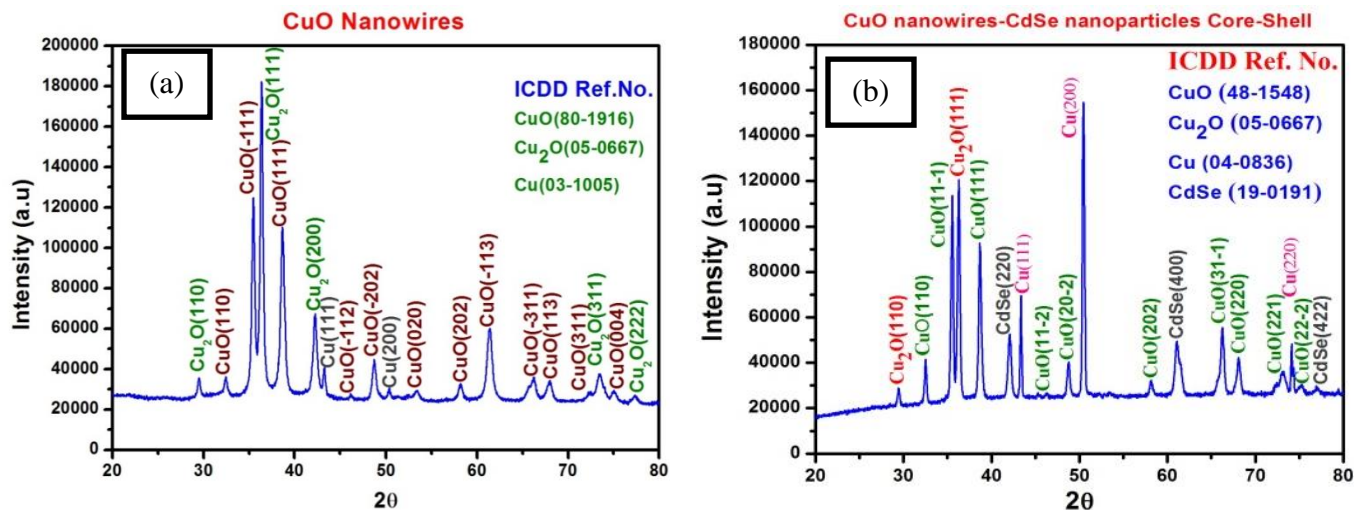 CuO Nanowires
(a)
200000
180000
160000
140000
120000
100000
80000
60000
40000
20000
0
Intensity (a.u)
20 30 40 50 60 70 80
2θ
ICDD Ref.No.
CuO(80-1916)
Cu₂O(05-0667)
Cu(03-1005)
Cu₂O(110)
CuO(110)
CuO(-111)
Cu₂O(111)
CuO(111)
Cu₂O(200)
Cu(111)
CuO(-112)
CuO(-202)
Cu(200)
CuO(020)
CuO(202)
CuO(-113)
CuO(-311)
CuO(113)
CuO(311)
Cu₂O(311)
CuO(004)
Cu₂O(222)
CuO nanowires-CdSe nanoparticles Core-Shell
(b)
180000
160000
140000
120000
100000
80000
60000
40000
20000
0
Intensity (a.u)
20 30 40 50 60 70 80
2θ
ICDD Ref. No.
CuO (48-1548)
Cu₂O (05-0667)
Cu (04-0836)
CdSe (19-0191)
Cu₂O(110)
CuO(110)
CuO(11-1)
Cu₂O(111)
CuO(111)
CdSe(220)
Cu(111)
CuO(11-2)
CuO(20-2)
Cu(200)
CuO(202)
CdSe(400)
CuO(31-1)
CuO(220)
CuO(221)
Cu(220)
CuO(22-2)
CdSe(422)